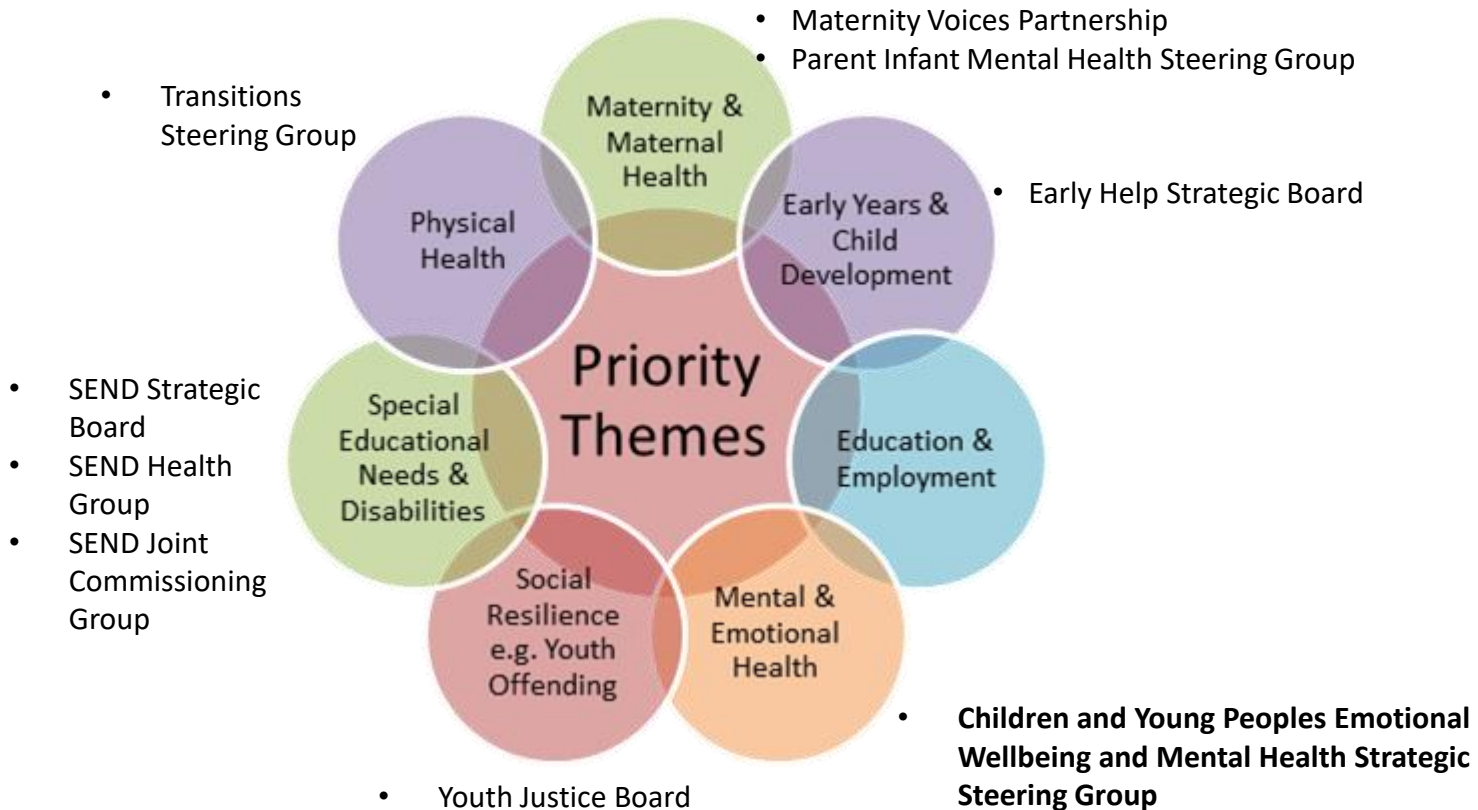 • Maternity Voices Partnership
• Parent Infant Mental Health Steering Group
• Transitions
Steering Group
Maternity &
Maternal
Health
Early Years &
Child
Development
• Early Help Strategic Board
Physical
Health
Priority
Themes
• SEND Strategic
Board
• SEND Health
Group
• SEND Joint
Commissioning
Group
Special
Educational
Needs &
Disabilities
Education &
Employment
Social
Resilience
e.g. Youth
Offending
Mental &
Emotional
Health
• Children and Young Peoples Emotional
Wellbeing and Mental Health Strategic
Steering Group
• Youth Justice Board